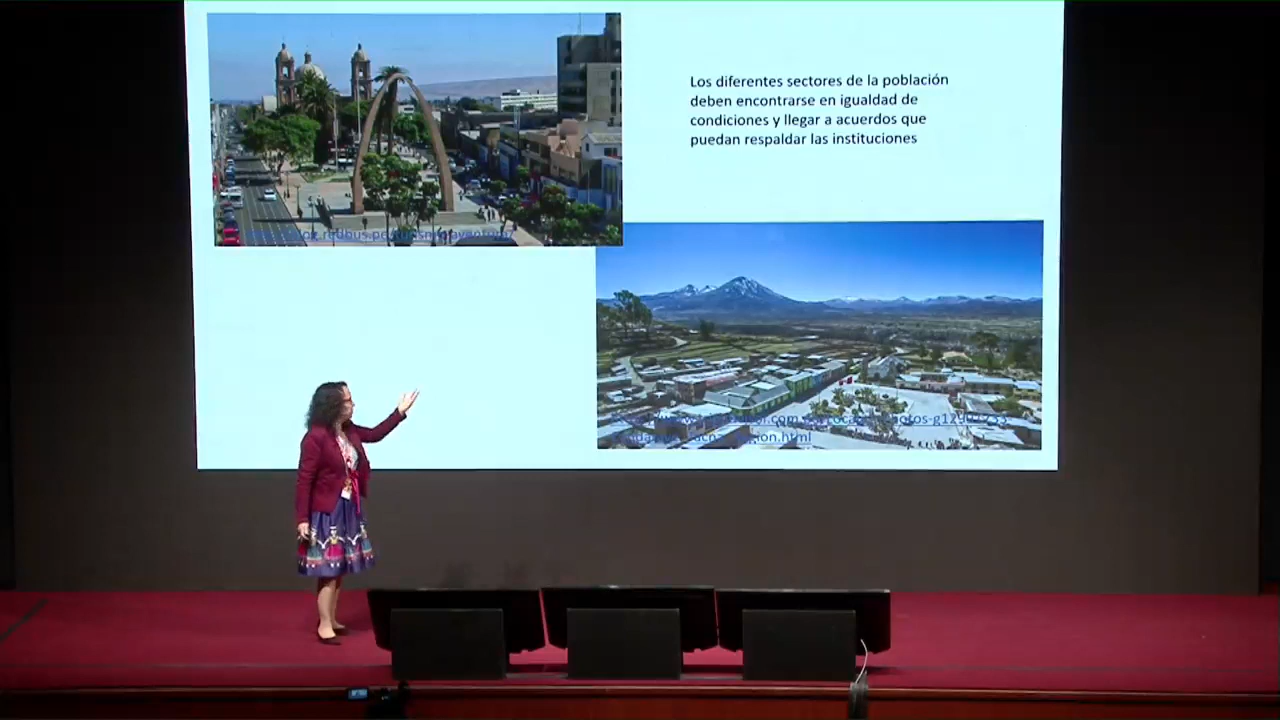 Los diferentes sectores de la población
deben encontrarse en igualdad de
condiciones y llegar a acuerdos que
puedan respaldar las instituciones